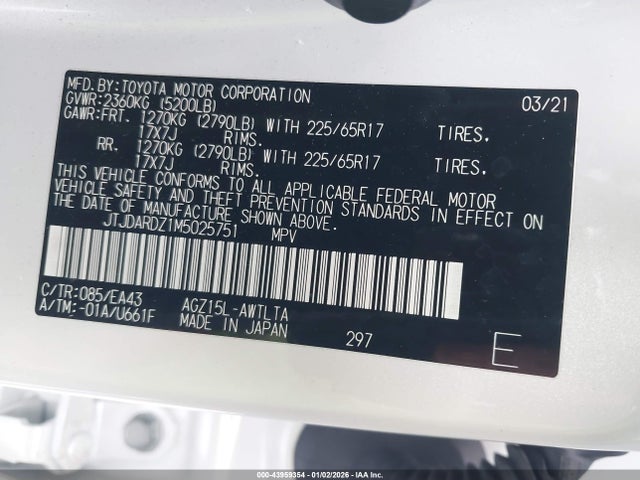 MFD.BY:TOYOTA MOTOR CORPORATION 03/21
GVWR:2360KG (5200LB)
GAWR:FRT. 1270KG (2790LB) WITH 225/65R17 TIRES,
17X7J RIMS.
RR. 1270KG (2790LB) WITH 225/65R17 TIRES,
17X7J RIMS.
THIS VEHICLE CONFORMS TO ALL APPLICABLE FEDERAL MOTOR
VEHICLE SAFETY AND THEFT PREVENTION STANDARDS IN EFFECT ON
THE DATE OF MANUFACTURE SHOWN ABOVE.
JTJDARDZ1M5025751 MPV
C/TR:085/EA43 AGZ15L-AWTLTA
A/TM:-01A/U661F MADE IN JAPAN 297 E
000-43959354 | 01/02/2026 - IAA Inc.